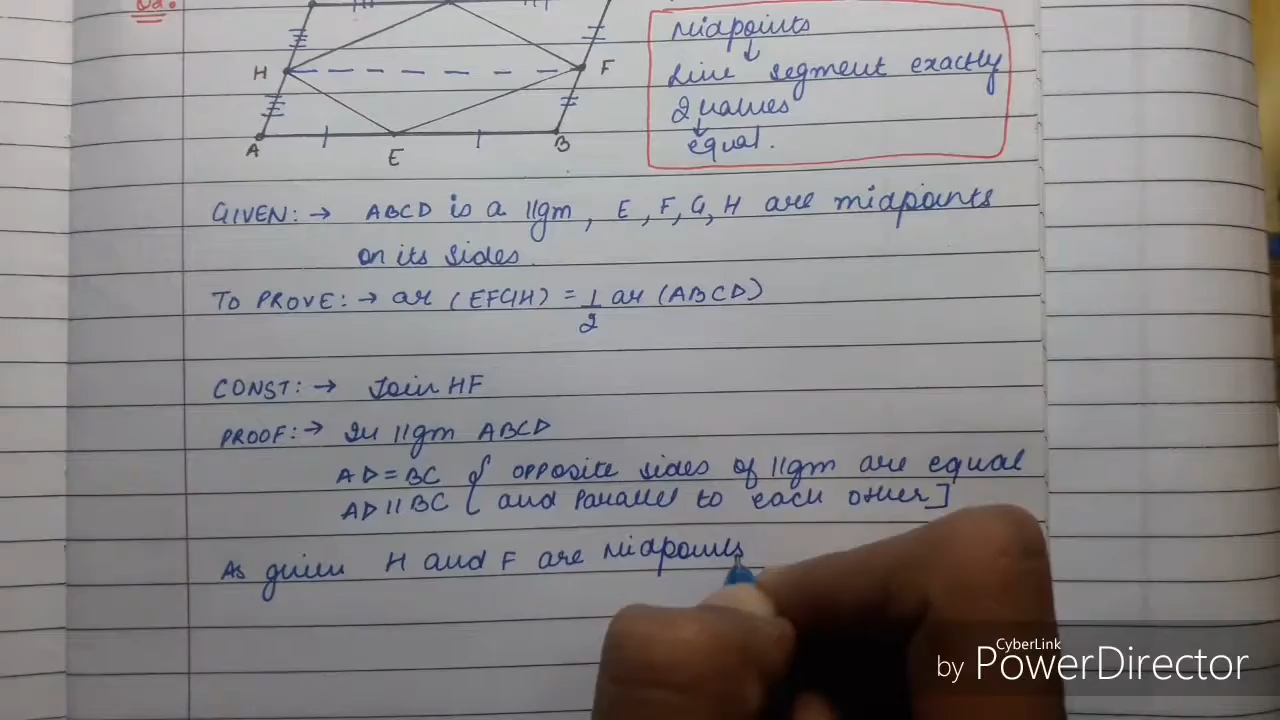 Q2.
Midpoints
Line segment exactly
2 values
equal.
H
F
A
E
B
GIVEN: → ABCD is a ||gm, E, F, G, H are midpoints
on its sides.
TO PROVE: → ar (EFGH) = 1/2 ar (ABCD)
CONST: → Join HF
PROOF: → In ||gm ABCD
AD = BC [ opposite sides of ||gm are equal
AD || BC [ and Parallel to each other]
As given H and F are Midpoints
CyberLink
by PowerDirector